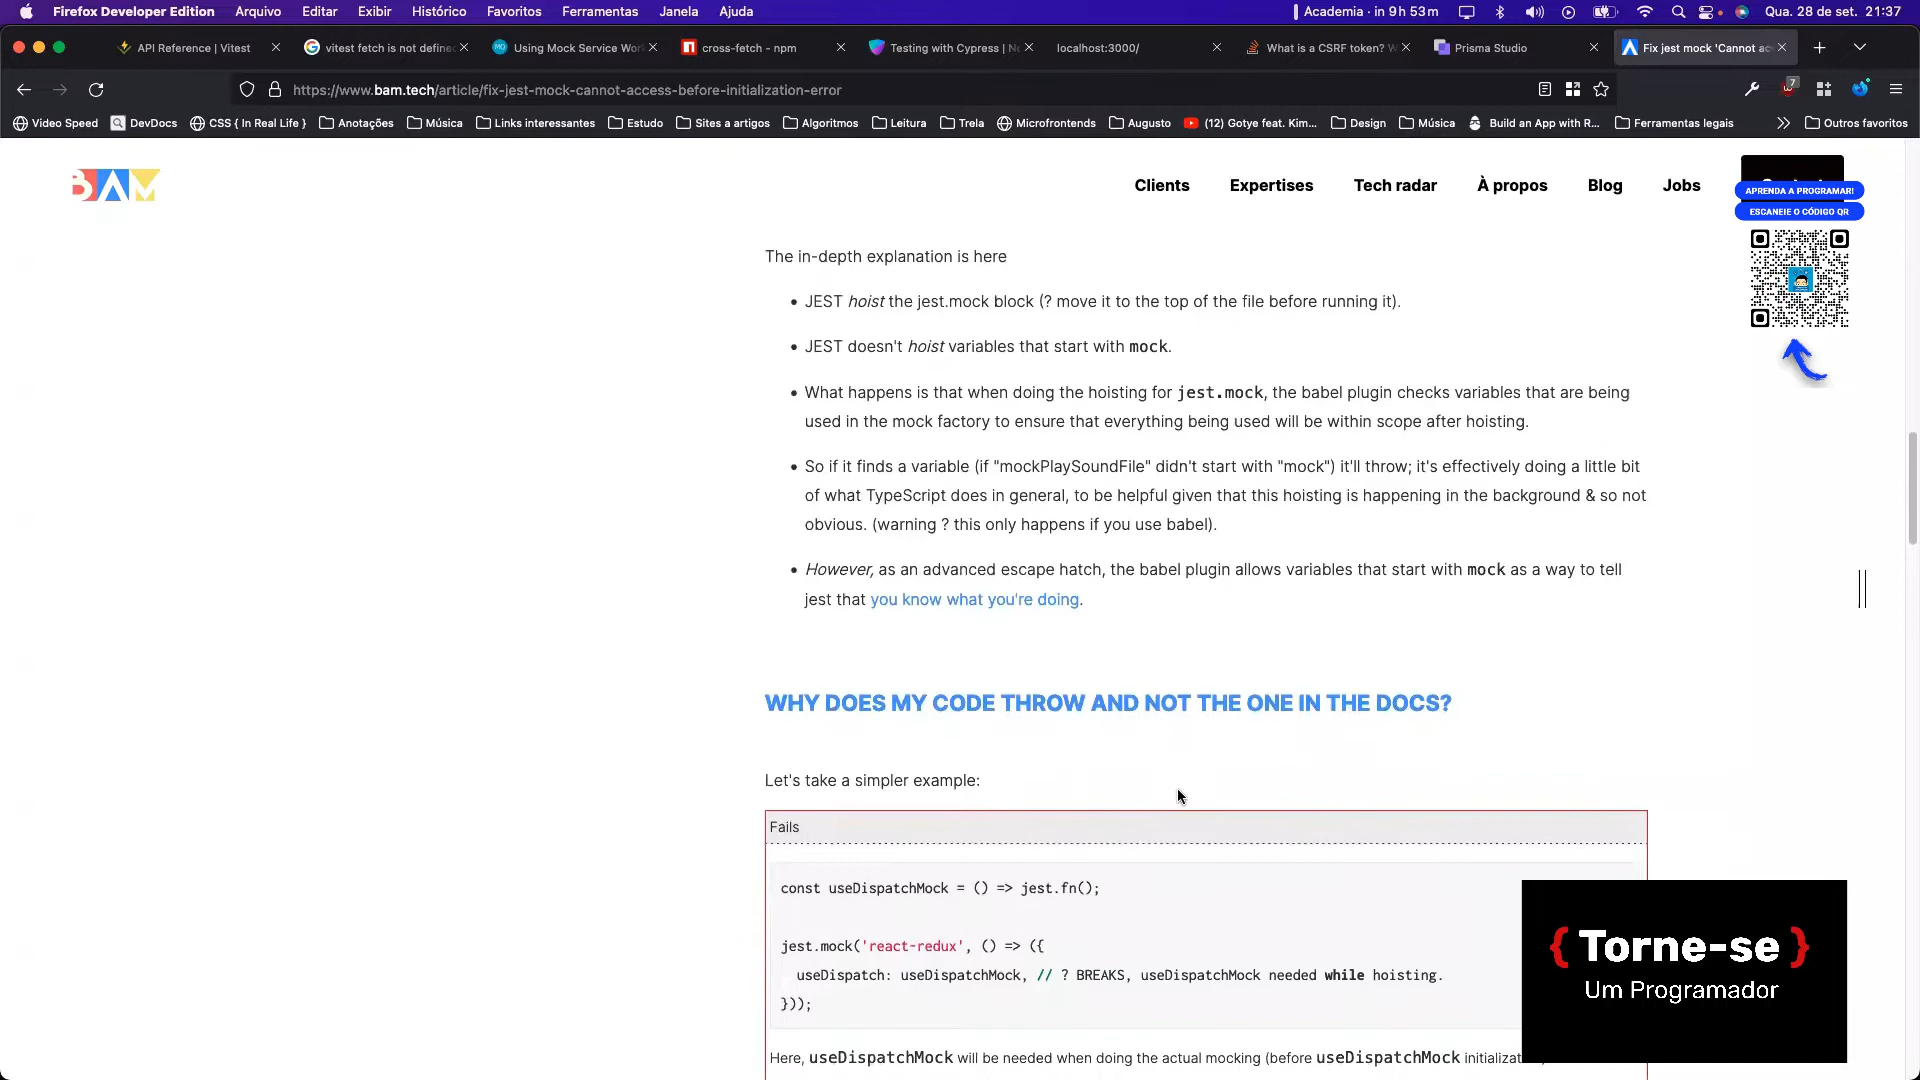 Firefox Developer Edition Arquivo Editar Exibir Histórico Favoritos Ferramentas Janela Ajuda Academia · in 9h 53m Qua. 28 de set. 21:37
API Reference | Vitest vitest fetch is not define Using Mock Service Wor cross-fetch - npm Testing with Cypress | N localhost:3000/ What is a CSRF token? W Prisma Studio Fix jest mock 'Cannot ac
https://www.bam.tech/article/fix-jest-mock-cannot-access-before-initialization-error 7
Video Speed DevDocs CSS { In Real Life } Anotações Música Links interessantes Estudo Sites a artigos Algoritmos Leitura Trela Microfrontends Augusto (12) Gotye feat. Kim... Design Música Build an App with R... Ferramentas legais Outros favoritos
BAM Clients Expertises Tech radar À propos Blog Jobs
APRENDA A PROGRAMAR!
ESCANEIE O CÓDIGO QR
The in-depth explanation is here
• JEST hoist the jest.mock block (? move it to the top of the file before running it).
• JEST doesn't hoist variables that start with mock.
• What happens is that when doing the hoisting for jest.mock, the babel plugin checks variables that are being
used in the mock factory to ensure that everything being used will be within scope after hoisting.
• So if it finds a variable (if "mockPlaySoundFile" didn't start with "mock") it'll throw; it's effectively doing a little bit
of what TypeScript does in general, to be helpful given that this hoisting is happening in the background & so not
obvious. (warning ? this only happens if you use babel).
• However, as an advanced escape hatch, the babel plugin allows variables that start with mock as a way to tell
jest that you know what you're doing.
WHY DOES MY CODE THROW AND NOT THE ONE IN THE DOCS?
Let's take a simpler example:
Fails
const useDispatchMock = () => jest.fn();
jest.mock('react-redux', () => ({
useDispatch: useDispatchMock, // ? BREAKS, useDispatchMock needed while hoisting.
}));
Here, useDispatchMock will be needed when doing the actual mocking (before useDispatchMock initializat
{ Torne-se }
Um Programador